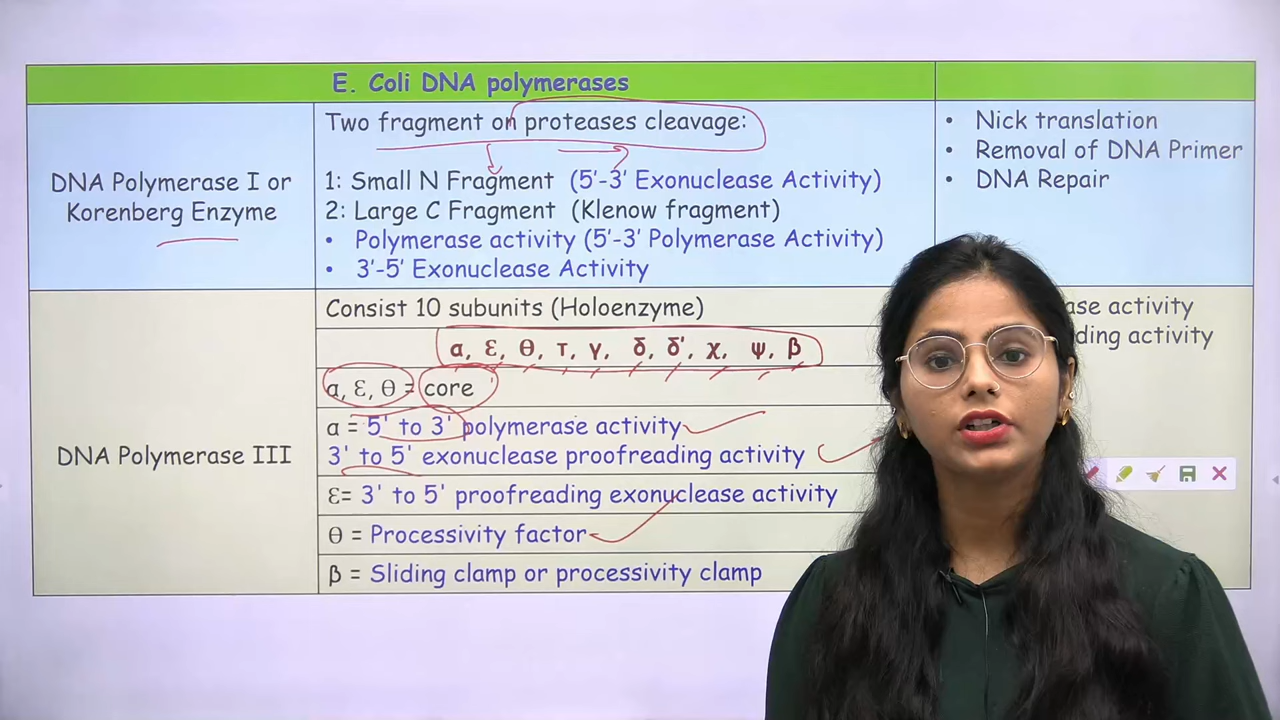 E. Coli DNA polymerases
DNA Polymerase I or
Korenberg Enzyme
Two fragment on proteases cleavage:
1: Small N Fragment (5'-3' Exonuclease Activity)
2: Large C Fragment (Klenow fragment)
• Polymerase activity (5'-3' Polymerase Activity)
• 3'-5' Exonuclease Activity
• Nick translation
• Removal of DNA Primer
• DNA Repair
DNA Polymerase III
Consist 10 subunits (Holoenzyme)
α, Ɛ, θ, τ, γ, δ, δ', χ, ψ, β
α, Ɛ, θ = core
α = 5' to 3' polymerase activity
3' to 5' exonuclease proofreading activity
Ɛ= 3' to 5' proofreading exonuclease activity
θ = Processivity factor
β = Sliding clamp or processivity clamp
activity
activity